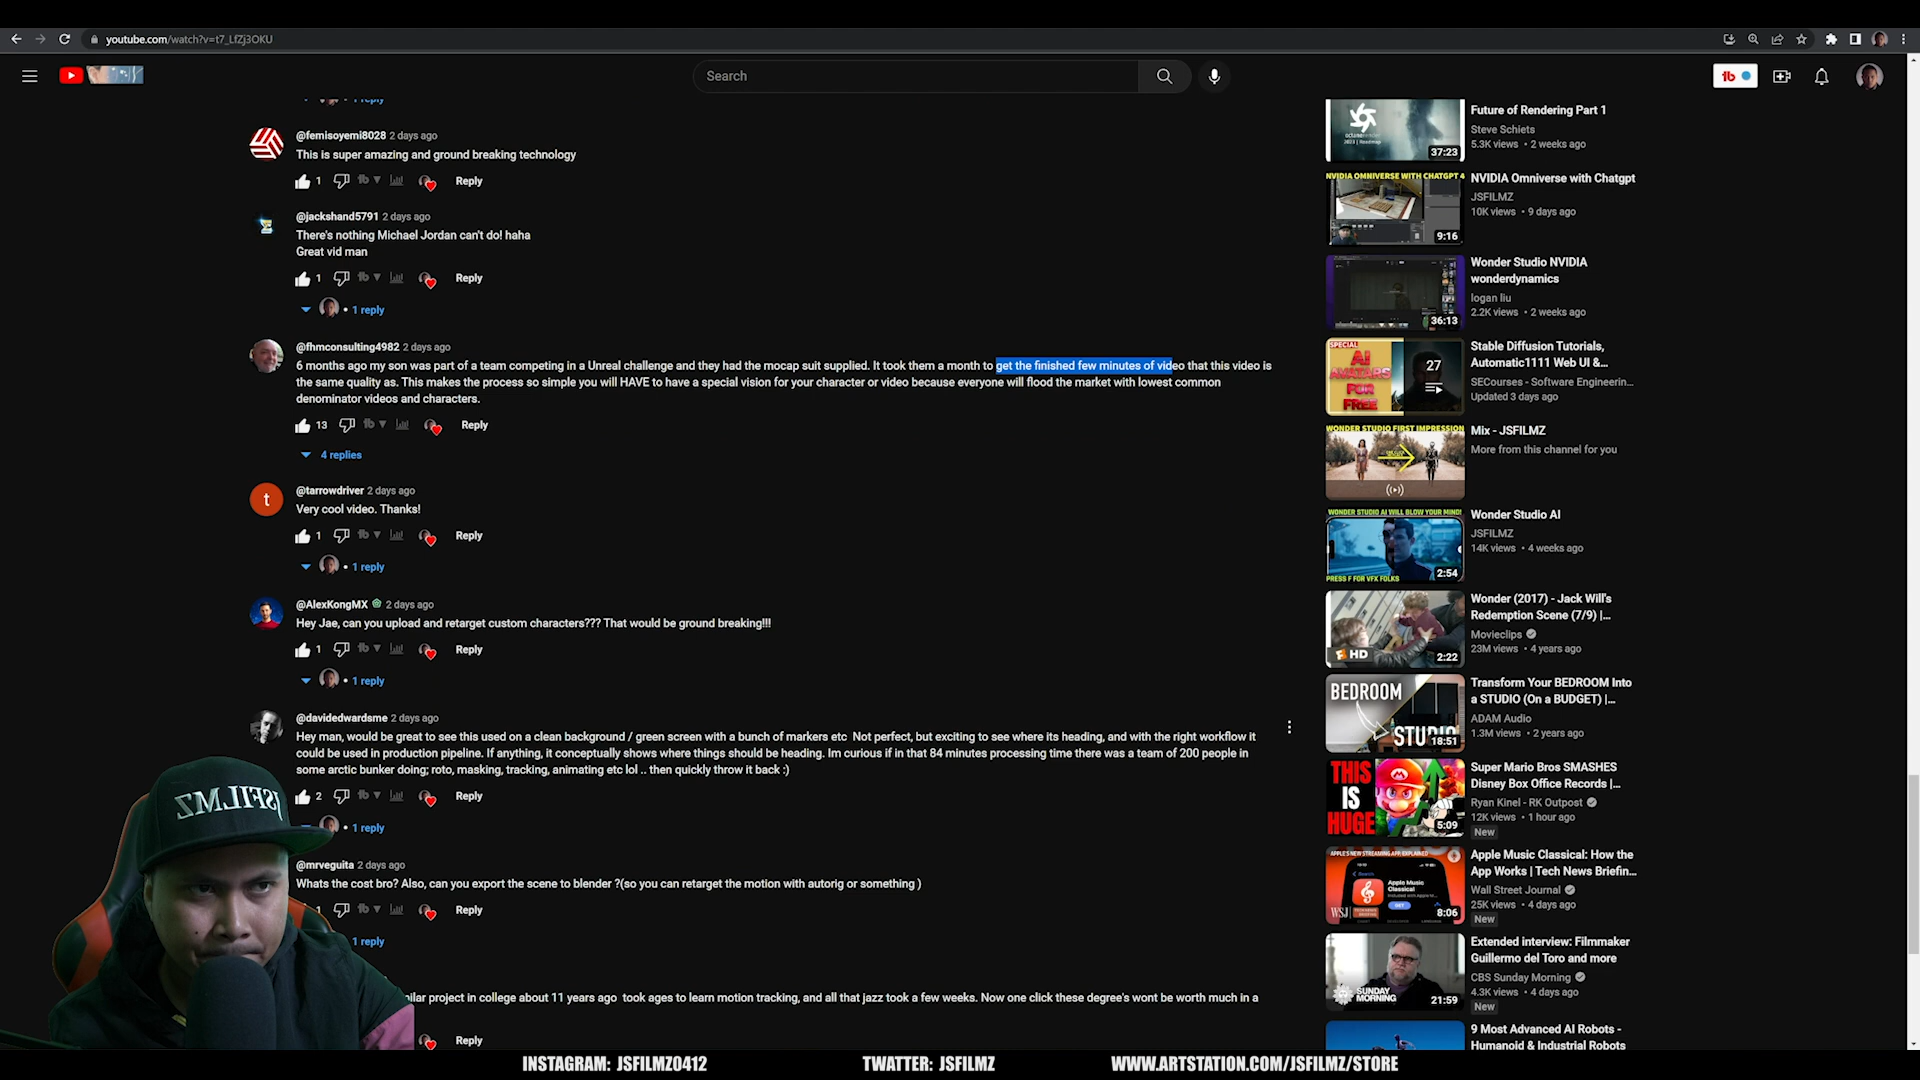 youtube.com/watch?v=t7_LfZj3OKU
Search
1 reply
@femisoyemi8028 2 days ago
This is super amazing and ground breaking technology
1 Reply
@jackshand5791 2 days ago
There's nothing Michael Jordan can't do! haha
Great vid man
1 Reply
• 1 reply
@fhmconsulting4982 2 days ago
6 months ago my son was part of a team competing in a Unreal challenge and they had the mocap suit supplied. It took them a month to get the finished few minutes of video that this video is
the same quality as. This makes the process so simple you will HAVE to have a special vision for your character or video because everyone will flood the market with lowest common
denominator videos and characters.
13 Reply
4 replies
t
@tarrowdriver 2 days ago
Very cool video. Thanks!
1 Reply
• 1 reply
@AlexKongMX 2 days ago
Hey Jae, can you upload and retarget custom characters??? That would be ground breaking!!!
1 Reply
• 1 reply
@davidedwardsme 2 days ago
Hey man, would be great to see this used on a clean background / green screen with a bunch of markers etc Not perfect, but exciting to see where its heading, and with the right workflow it
could be used in production pipeline. If anything, it conceptually shows where things should be heading. Im curious if in that 84 minutes processing time there was a team of 200 people in
some arctic bunker doing; roto, masking, tracking, animating etc lol .. then quickly throw it back :)
2 Reply
• 1 reply
@mrveguita 2 days ago
Whats the cost bro? Also, can you export the scene to blender ?(so you can retarget the motion with autorig or something )
1 Reply
1 reply
ilar project in college about 11 years ago took ages to learn motion tracking, and all that jazz took a few weeks. Now one click these degree's wont be worth much in a
Reply
JSFILMZ
tb
37:23
Future of Rendering Part 1
Steve Schiets
5.3K views • 2 weeks ago
NVIDIA OMNIVERSE WITH CHATGPT 4
9:16
NVIDIA Omniverse with Chatgpt
JSFILMZ
10K views • 9 days ago
36:13
Wonder Studio NVIDIA
wonderdynamics
logan liu
2.2K views • 2 weeks ago
SPECIAL
AI
AVATARS
FOR
FREE
27
Stable Diffusion Tutorials,
Automatic1111 Web UI &...
SECourses - Software Engineerin...
Updated 3 days ago
WONDER STUDIO FIRST IMPRESSION
Mix - JSFILMZ
More from this channel for you
WONDER STUDIO AI WILL BLOW YOUR MIND!
PRESS F FOR VFX FOLKS
2:54
Wonder Studio AI
JSFILMZ
14K views • 4 weeks ago
HD
2:22
Wonder (2017) - Jack Will's
Redemption Scene (7/9) |...
Movieclips
23M views • 4 years ago
BEDROOM
STUDIO
18:51
Transform Your BEDROOM Into
a STUDIO (On a BUDGET) |...
ADAM Audio
1.3M views • 2 years ago
THIS
IS
HUGE
5:09
Super Mario Bros SMASHES
Disney Box Office Records |...
Ryan Kinel - RK Outpost
12K views • 1 hour ago
New
APPLE'S NEW STREAMING APP, EXPLAINED
Apple Music
Classical
WSJ
8:06
Apple Music Classical: How the
App Works | Tech News Briefin...
Wall Street Journal
25K views • 4 days ago
New
SUNDAY
MORNING
21:59
Extended interview: Filmmaker
Guillermo del Toro and more
CBS Sunday Morning
4.3K views • 4 days ago
New
9 Most Advanced AI Robots -
Humanoid & Industrial Robots
INSTAGRAM: JSFILMZ0412
TWATTER: JSFILMZ
WWW.ARTSTATION.COM/JSFILMZ/STORE